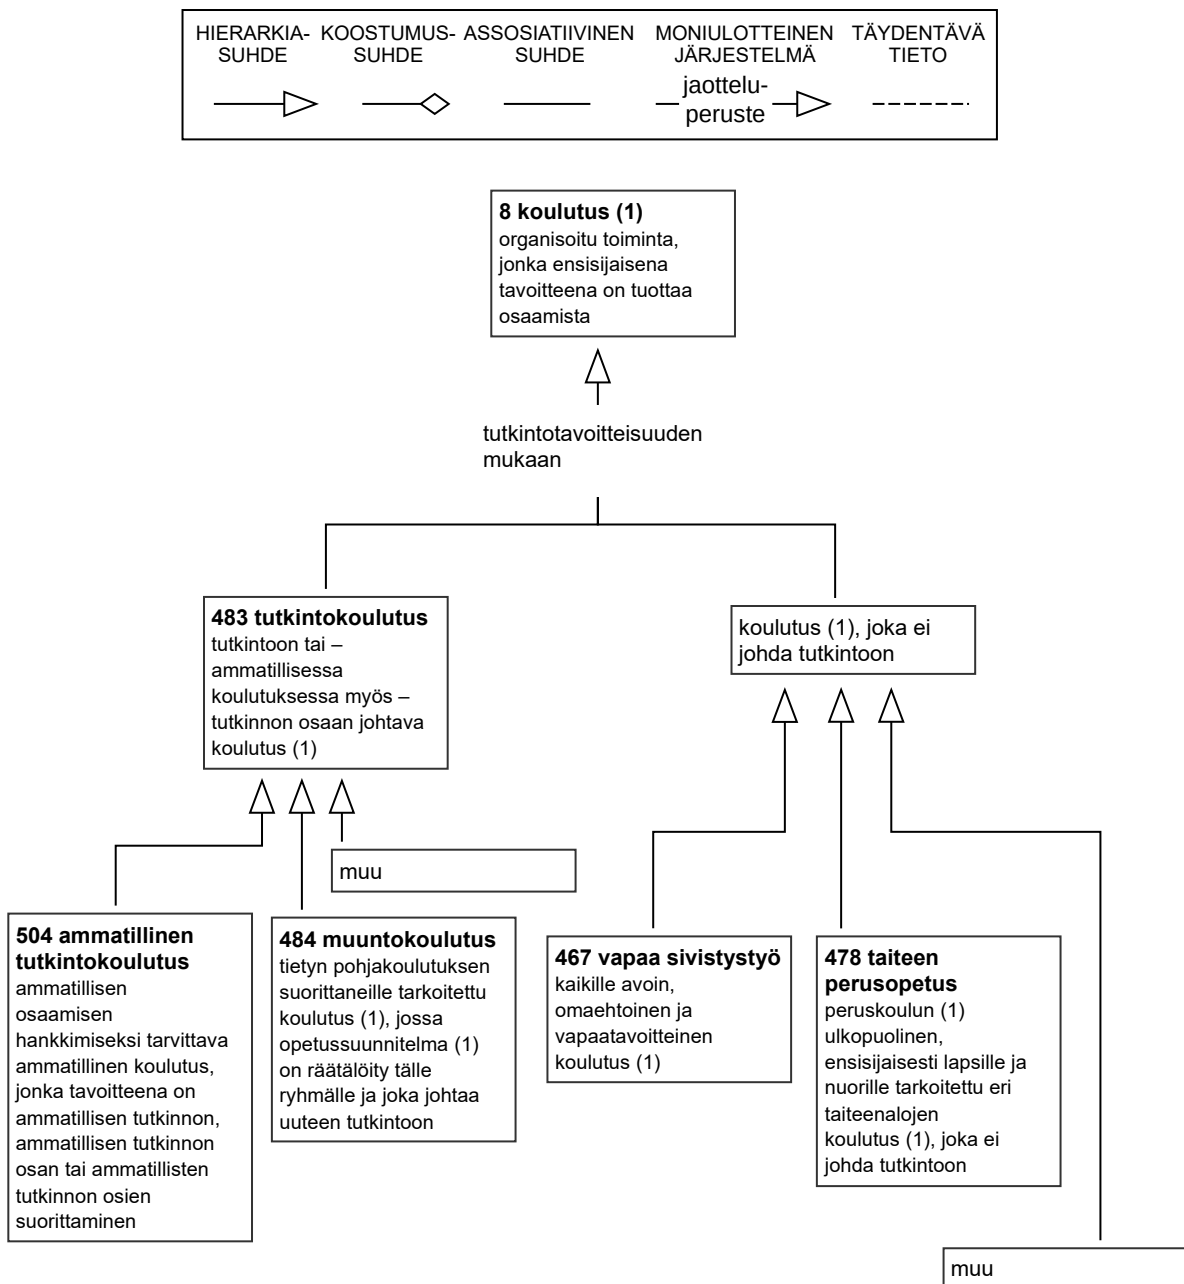 HIERARKIA-
SUHDE
KOOSTUMUS-
SUHDE
ASSOSIATIIVINEN
SUHDE
MONIULOTTEINEN
JÄRJESTELMÄ
jaottelu-
peruste
TÄYDENTÄVÄ
TIETO
8 koulutus (1)
organisoitu toiminta,
jonka ensisijaisena
tavoitteena on tuottaa
osaamista
tutkintotavoitteisuuden
mukaan
483 tutkintokoulutus
tutkintoon tai –
ammatillisessa
koulutuksessa myös –
tutkinnon osaan johtava
koulutus (1)
koulutus (1), joka ei
johda tutkintoon
muu
504 ammatillinen
tutkintokoulutus
ammatillisen
osaamisen
hankkimiseksi tarvittava
ammatillinen koulutus,
jonka tavoitteena on
ammatillisen tutkinnon,
ammatillisen tutkinnon
osan tai ammatillisten
tutkinnon osien
suorittaminen
484 muuntokoulutus
tietyn pohjakoulutuksen
suorittaneille tarkoitettu
koulutus (1), jossa
opetussuunnitelma (1)
on räätälöity tälle
ryhmälle ja joka johtaa
uuteen tutkintoon
467 vapaa sivistystyö
kaikille avoin,
omaehtoinen ja
vapaatavoitteinen
koulutus (1)
478 taiteen
perusopetus
peruskoulun (1)
ulkopuolinen,
ensisijaisesti lapsille ja
nuorille tarkoitettu eri
taiteenalojen
koulutus (1), joka ei
johda tutkintoon
muu